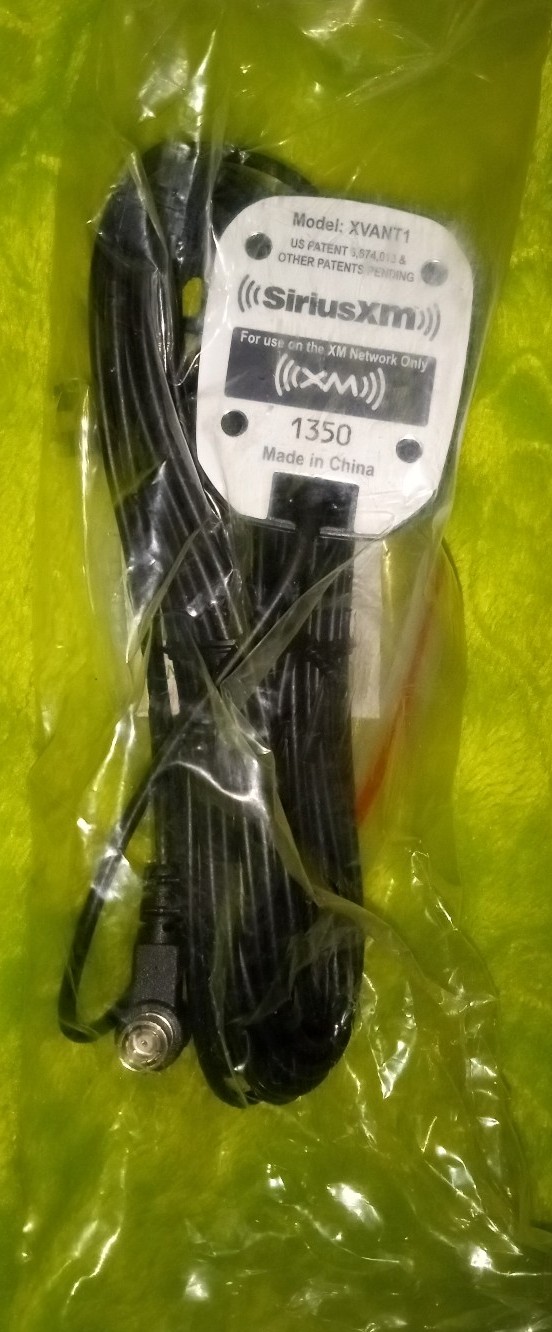 Model: XVANT1
US PATENT &
OTHER PATENTS PENDING
SiriusXM
For use on the XM Network Only
XM
1350
Made in China